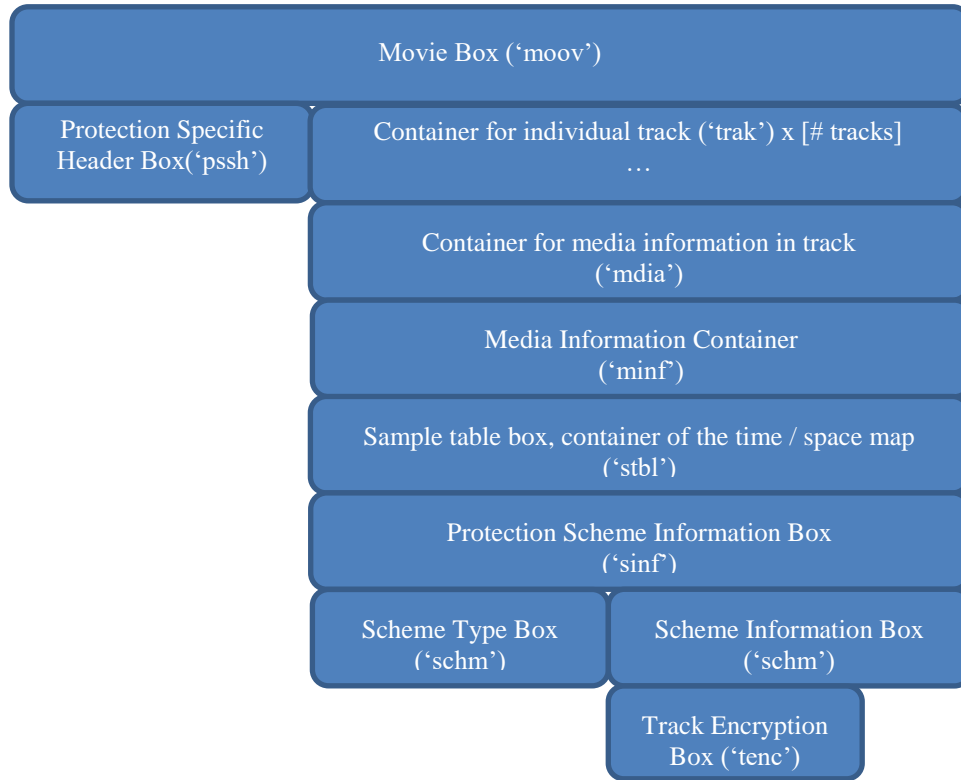 Movie Box (‘moov’)
Protection Specific
Header Box(‘pssh’)
Container for individual track (‘trak’) x [# tracks]
…
Container for media information in track
(‘mdia’)
Media Information Container
(‘minf’)
Sample table box, container of the time / space map
(‘stbl’)
Protection Scheme Information Box
(‘sinf’)
Scheme Type Box
(‘schm’)
Scheme Information Box
(‘schm’)
Track Encryption
Box (‘tenc’)